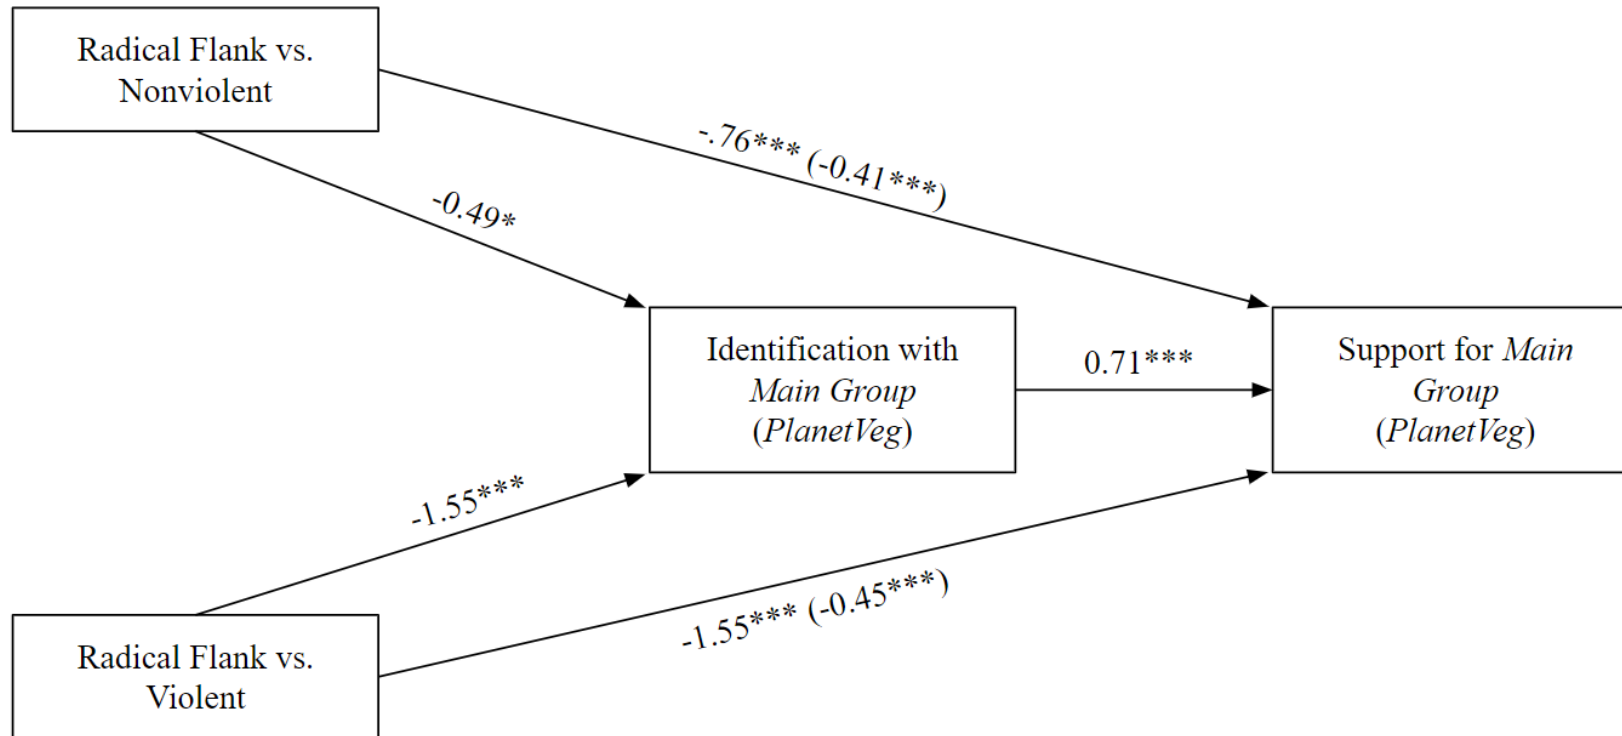 Radical Flank vs.
Nonviolent
-.76*** (-0.41***)
-0.49*
Identification with
Main Group
(PlanetVeg)
0.71***
Support for Main
Group
(PlanetVeg)
-1.55***
-1.55*** (-0.45***)
Radical Flank vs.
Violent